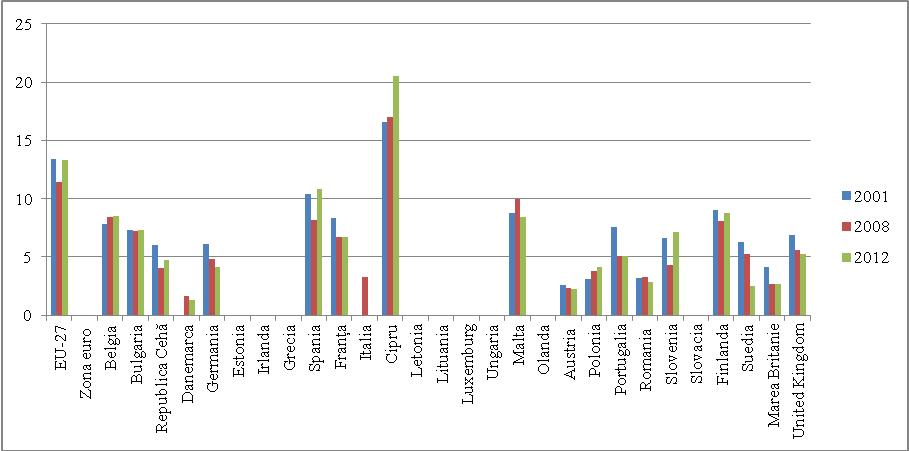 25
20
15
10
5
0
2001
2008
2012
EU-27
Zona euro
Belgia
Bulgaria
Republica Cehă
Danemarca
Germania
Estonia
Irlanda
Grecia
Spania
Franţa
Italia
Cipru
Letonia
Lituania
Luxemburg
Ungaria
Malta
Olanda
Austria
Polonia
Portugalia
Romania
Slovenia
Slovacia
Finlanda
Suedia
Marea Britanie
United Kingdom